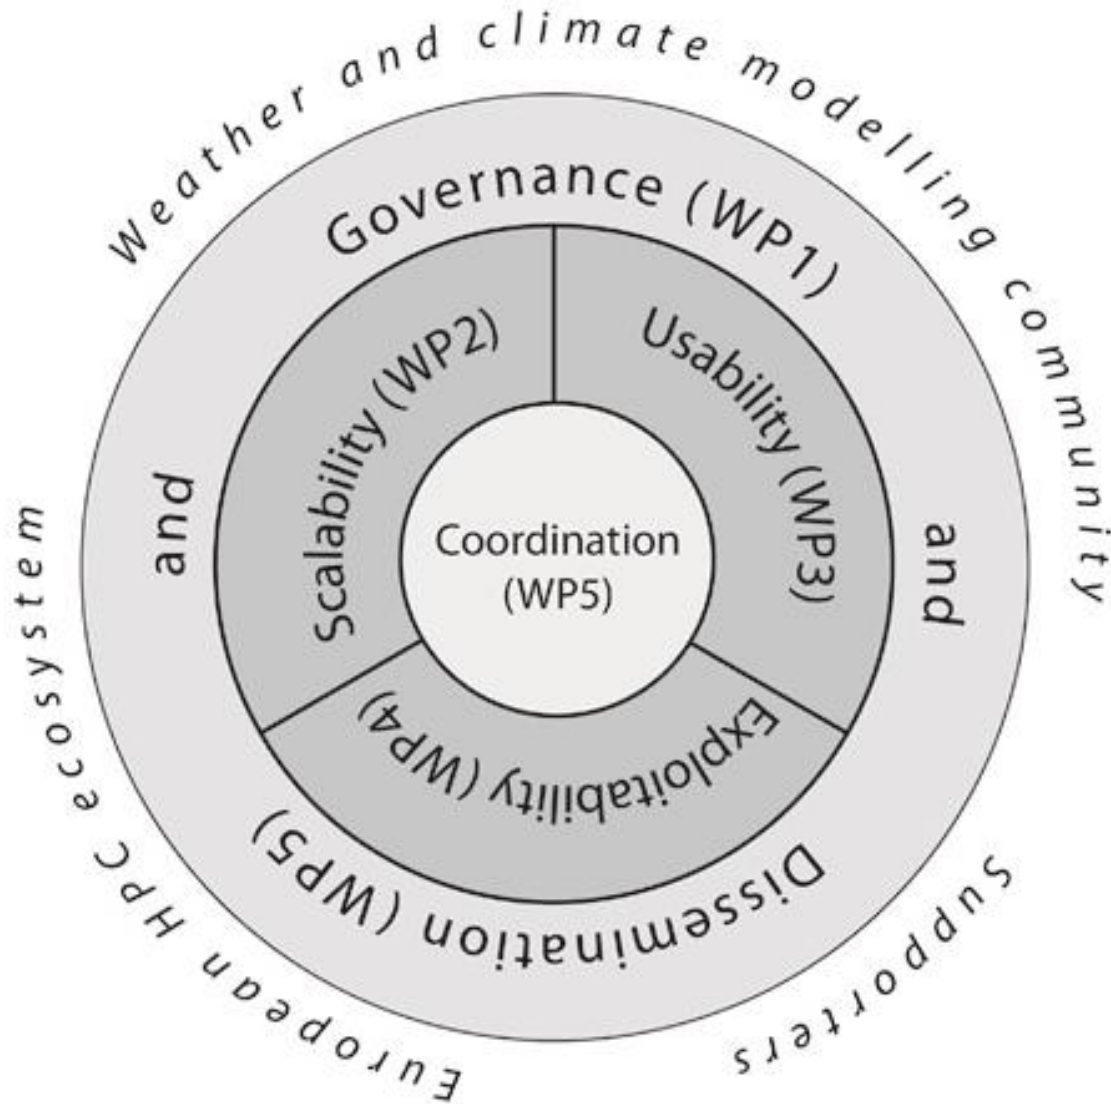 Weather and climate modelling community
Supporters
European HPC ecosystem
Governance (WP1)
and
Dissemination (WP5)
and
Scalability (WP2)
Usability (WP3)
Exploitability (WP4)
Coordination
(WP5)